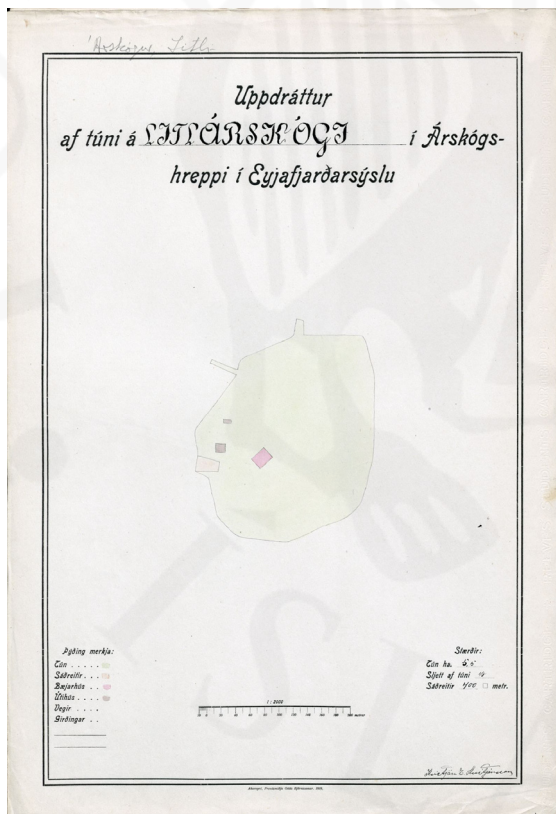 Árskógur, Litli
Uppdráttur
af túni á LITLÁRSKÓGI í Árskógs-
hreppi í Eyjafjarðarsýslu
Þýðing merkja:
Tún . . . . .
Sáðreitir . . .
Bæjarhús . .
Útihús . . . .
Vegir . . . .
Girðingar . .
1 : 2000
Stærðir:
Tún ha.
Sljett af túni
Sáðreitir 400 □ metr.